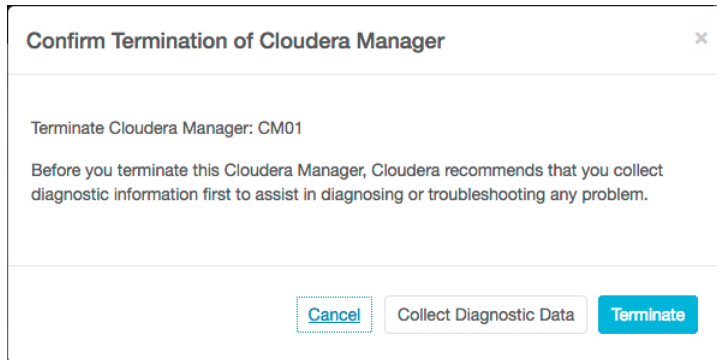 Confirm Termination of Cloudera Manager
×
Terminate Cloudera Manager: CM01
Before you terminate this Cloudera Manager, Cloudera recommends that you collect
diagnostic information first to assist in diagnosing or troubleshooting any problem.
Cancel Collect Diagnostic Data Terminate